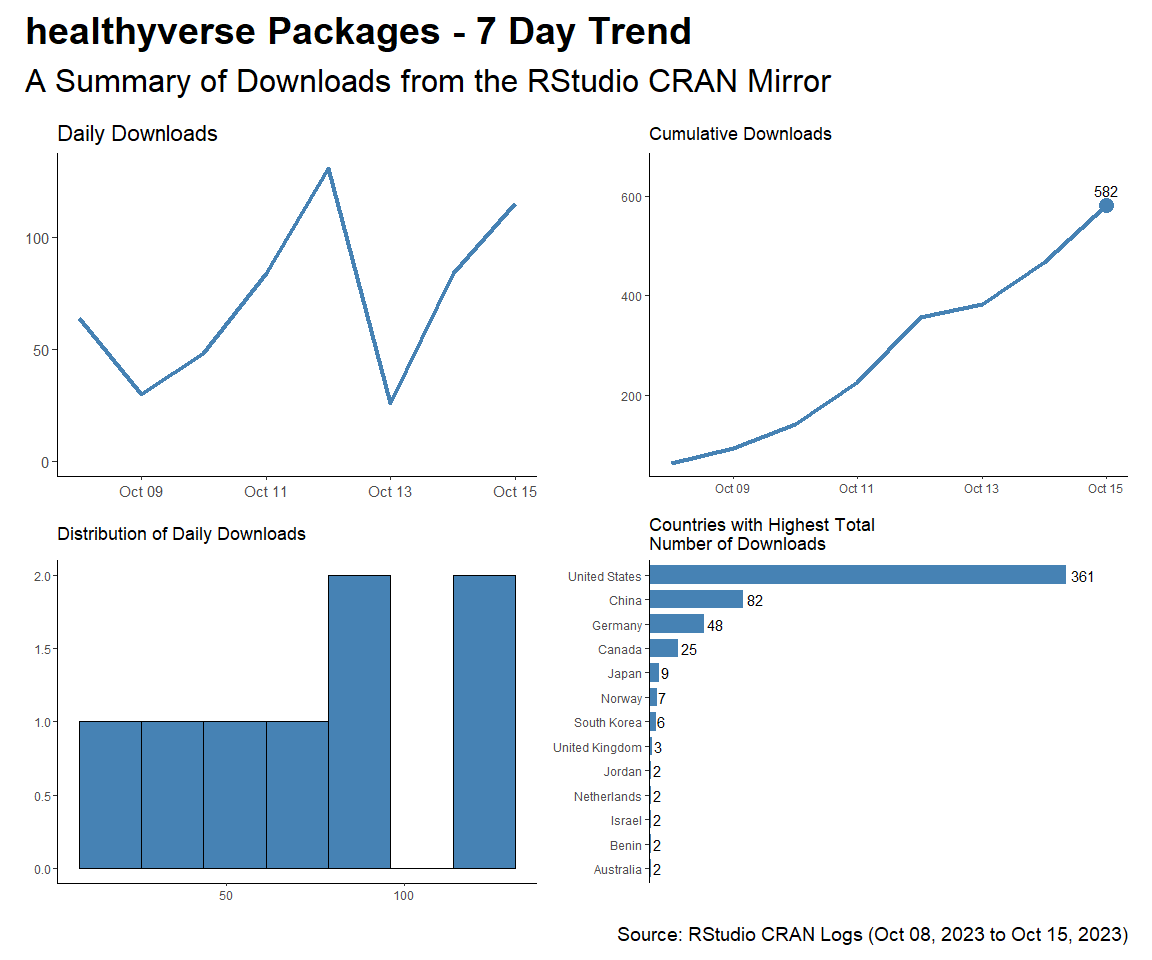 healthyverse Packages - 7 Day Trend
A Summary of Downloads from the RStudio CRAN Mirror
Daily Downloads
100
50
0
Oct 09 Oct 11 Oct 13 Oct 15
Cumulative Downloads
600
400
200
582
Oct 09 Oct 11 Oct 13 Oct 15
Distribution of Daily Downloads
2.0
1.5
1.0
0.5
0.0
50 100
Countries with Highest Total
Number of Downloads
United States 361
China 82
Germany 48
Canada 25
Japan 9
Norway 7
South Korea 6
United Kingdom 3
Jordan 2
Netherlands 2
Israel 2
Benin 2
Australia 2
Source: RStudio CRAN Logs (Oct 08, 2023 to Oct 15, 2023)